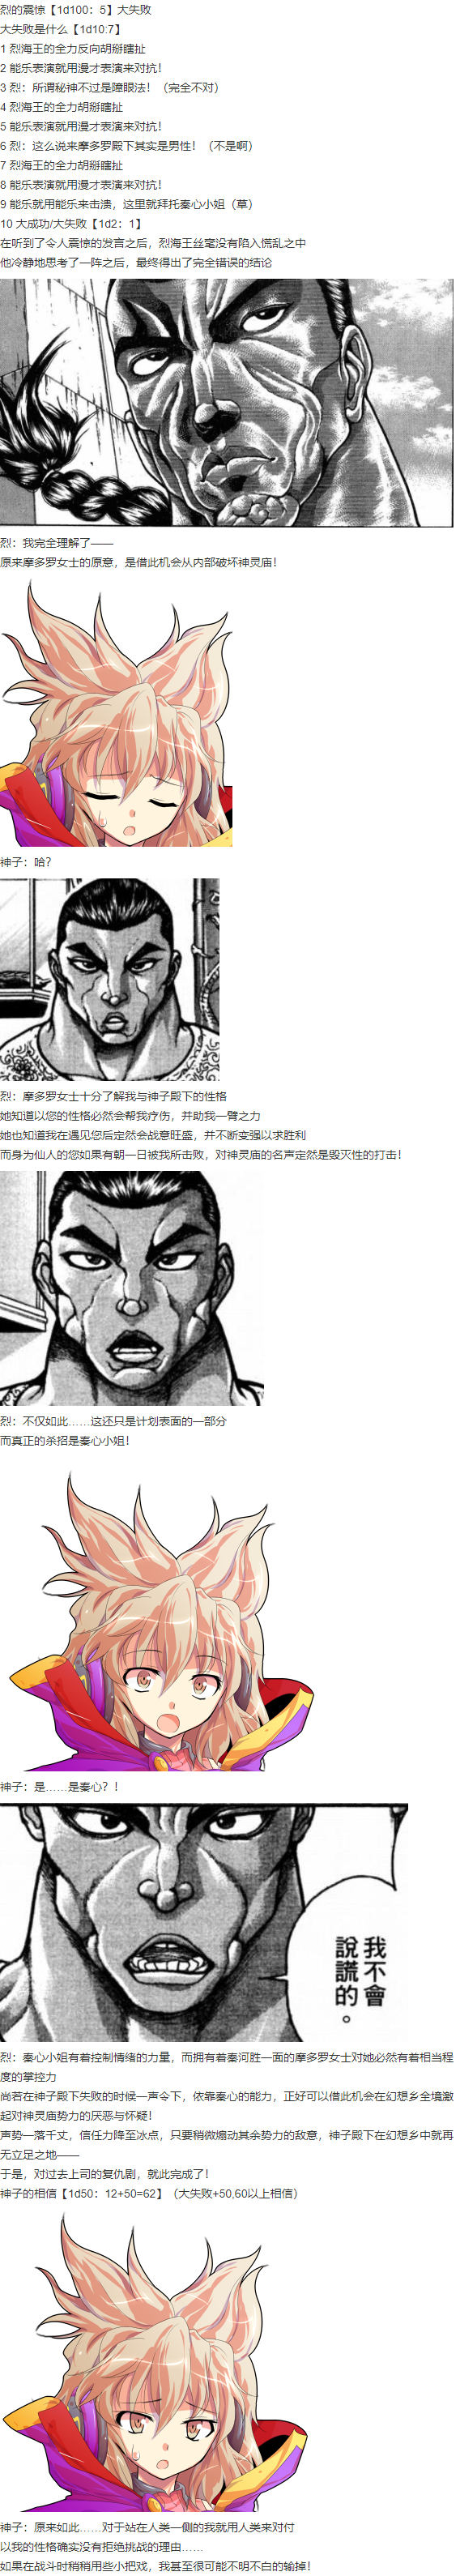 烈的震惊【1d100：5】大失败
大失败是什么【1d10:7】
1 烈海王的全力反向胡掰瞎扯
2 能乐表演就用漫才表演来对抗！
3 烈：所谓秘神不过是障眼法！（完全不对）
4 烈海王的全力胡掰瞎扯
5 能乐表演就用漫才表演来对抗！
6 烈：这么说来摩多罗殿下其实是男性！（不是啊）
7 烈海王的全力胡掰瞎扯
8 能乐表演就用漫才表演来对抗！
9 能乐就用能乐来击溃，这里就拜托秦心小姐（草）
10 大成功/大失败【1d2：1】
在听到了令人震惊的发言之后，烈海王丝毫没有陷入慌乱之中
他冷静地思考了一阵之后，最终得出了完全错误的结论
烈：我完全理解了——
原来摩多罗女士的原意，是借此机会从内部破坏神灵庙！
神子：哈？
烈：摩多罗女士十分了解我与神子殿下的性格
她知道以您的性格必然会帮我疗伤，并助我一臂之力
她也知道我在遇见您后定然会战意旺盛，并不断变强以求胜利
而身为仙人的您如果有朝一日被我所击败，对神灵庙的名声定然是毁灭性的打击！
烈：不仅如此……这还只是计划表面的一部分
而真正的杀招是秦心小姐！
神子：是……是秦心？！
我不會
說謊的。
烈：秦心小姐有着控制情绪的力量，而拥有着秦河胜一面的摩多罗女士对她必然有着相当程
度的掌控力
倘若在神子殿下失败的时候一声令下，依靠秦心的能力，正好可以借此机会在幻想乡全境激
起对神灵庙势力的厌恶与怀疑！
声势一落千丈，信任力降至冰点，只要稍微煽动其余势力的敌意，神子殿下在幻想乡中就再
无立足之地——
于是，对过去上司的复仇剧，就此完成了！
神子的相信【1d50：12+50=62】（大失败+50,60以上相信）
神子：原来如此……对于站在人类一侧的我就用人类来对付
以我的性格确实没有拒绝挑战的理由……
如果在战斗时稍稍用些小把戏，我甚至很可能不明不白的输掉！